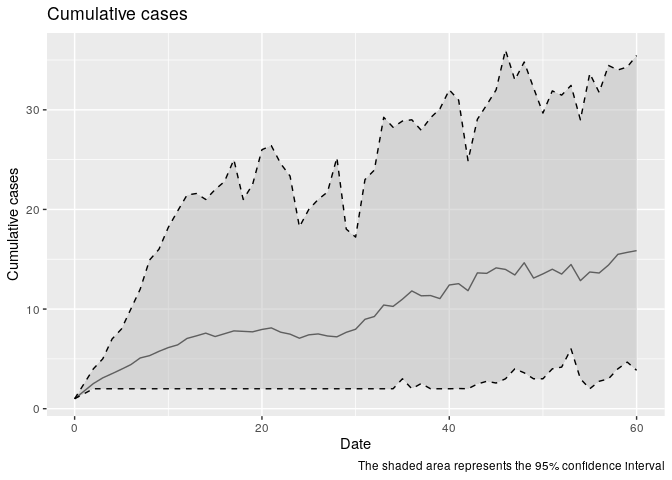 Cumulative cases
Cumulative cases
30
20
10
0
0
20
40
60
Date
The shaded area represents the 95% confidence interval